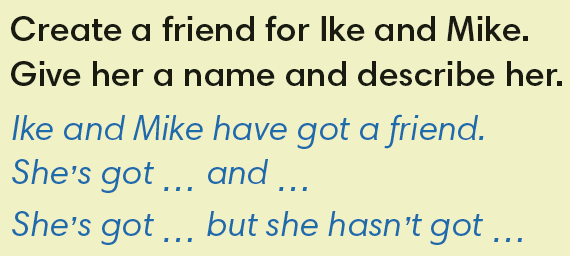 Create a friend for Ike and Mike.
Give her a name and describe her.
Ike and Mike have got a friend.
She's got ... and ...
She's got ... but she hasn't got ...